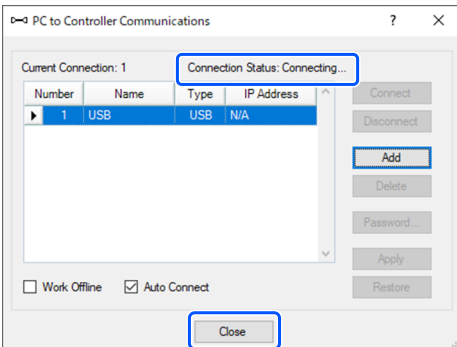 PC to Controller Communications
Current Connection: 1
Connection Status: Connecting...
Number Name Type IP Address
1 USB USB N/A
Connect
Disconnect
Add
Delete
Password...
Apply
Restore
Work Offline
Auto Connect
Close